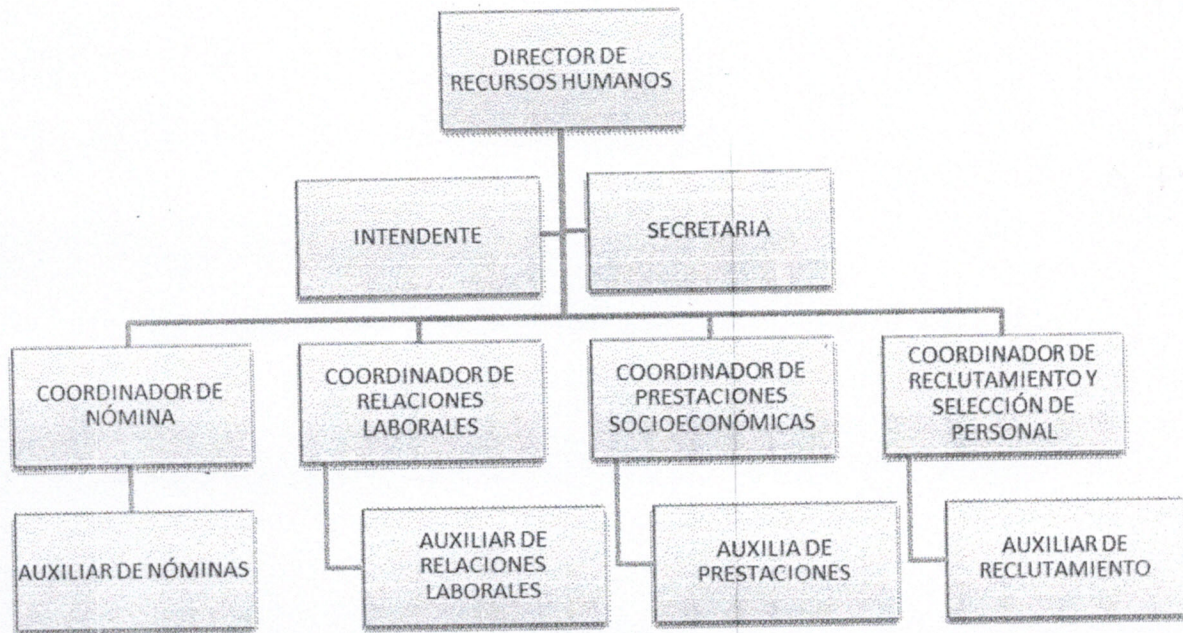 DIRECTOR DE
RECURSOS HUMANOS
INTENDENTE
SECRETARIA
COORDINADOR DE
NÓMINA
COORDINADOR DE
RELACIONES
LABORALES
COORDINADOR DE
PRESTACIONES
SOCIOECONÓMICAS
COORDINADOR DE
RECLUTAMIENTO Y
SELECCIÓN DE
PERSONAL
AUXILIAR DE NÓMINAS
AUXILIAR DE
RELACIONES
LABORALES
AUXILIA DE
PRESTACIONES
AUXILIAR DE
RECLUTAMIENTO